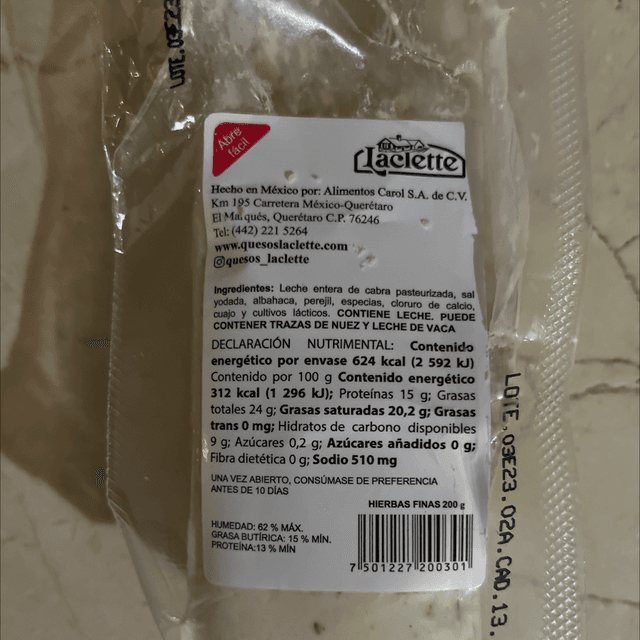 LOTE.03E23
Abre
fácil
Laclette
Hecho en México por: Alimentos Carol S.A. de C.V.
Km 195 Carretera México-Querétaro
El Marqués, Querétaro C.P. 76246
Tel: (442) 221 5264
www.quesoslaclette.com
quesos_laclette
Ingredientes: Leche entera de cabra pasteurizada, sal
yodada, albahaca, perejil, especias, cloruro de calcio,
cuajo y cultivos lácticos. CONTIENE LECHE. PUEDE
CONTENER TRAZAS DE NUEZ Y LECHE DE VACA
DECLARACIÓN NUTRIMENTAL: Contenido
energético por envase 624 kcal (2 592 kJ)
Contenido por 100 g Contenido energético
312 kcal (1 296 kJ); Proteínas 15 g; Grasas
totales 24 g; Grasas saturadas 20,2 g; Grasas
trans 0 mg; Hidratos de carbono disponibles
9 g; Azúcares 0,2 g; Azúcares añadidos 0 g;
Fibra dietética 0 g; Sodio 510 mg
UNA VEZ ABIERTO, CONSÚMASE DE PREFERENCIA
ANTES DE 10 DÍAS
HIERBAS FINAS 200 g
HUMEDAD: 62 % MÁX.
GRASA BUTÍRICA: 15 % MÍN.
PROTEÍNA:13 % MÍN
7 501227 200301
LOTE.03E23.02A.CAD.13.